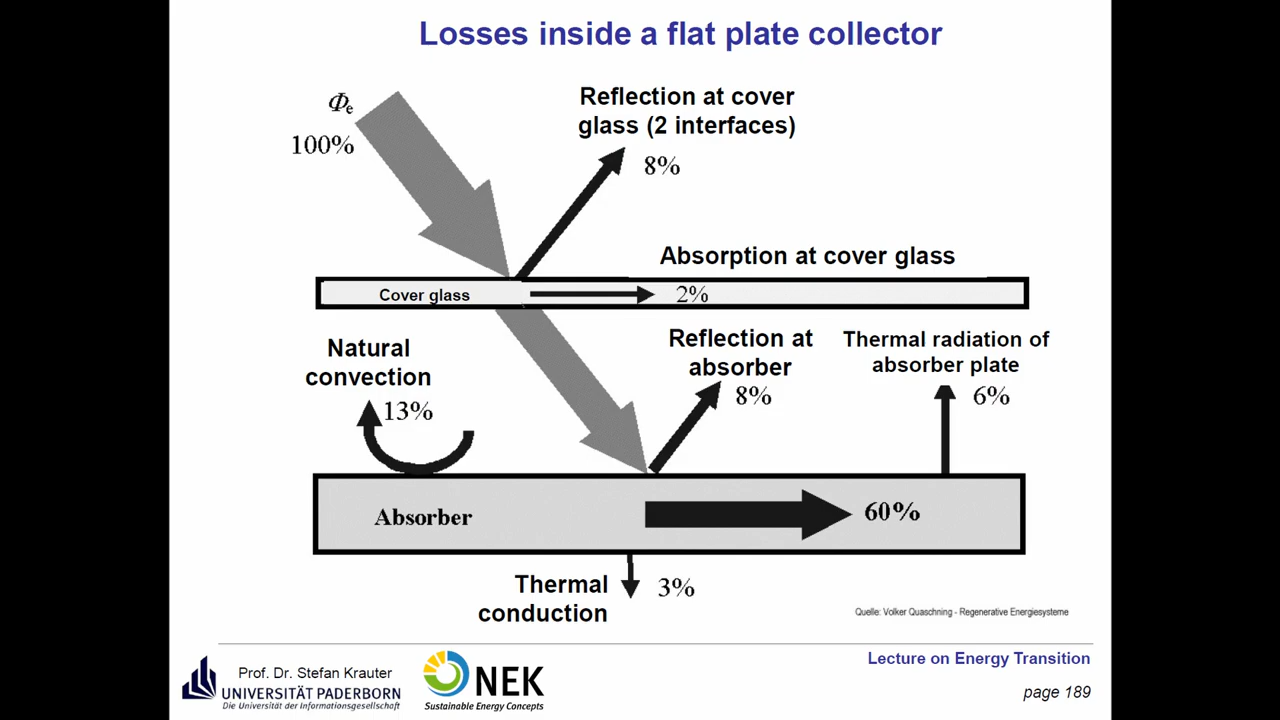 Losses inside a flat plate collector
Φe
100%
Reflection at cover
glass (2 interfaces)
8%
Absorption at cover glass
Cover glass
2%
Natural
convection
13%
Reflection at
absorber
8%
Thermal radiation of
absorber plate
6%
Absorber
60%
Thermal
conduction
3%
Quelle: Volker Quaschning - Regenerative Energiesysteme
Prof. Dr. Stefan Krauter
UNIVERSITÄT PADERBORN
Die Universität der Informationsgesellschaft
NEK
Sustainable Energy Concepts
Lecture on Energy Transition
page 189